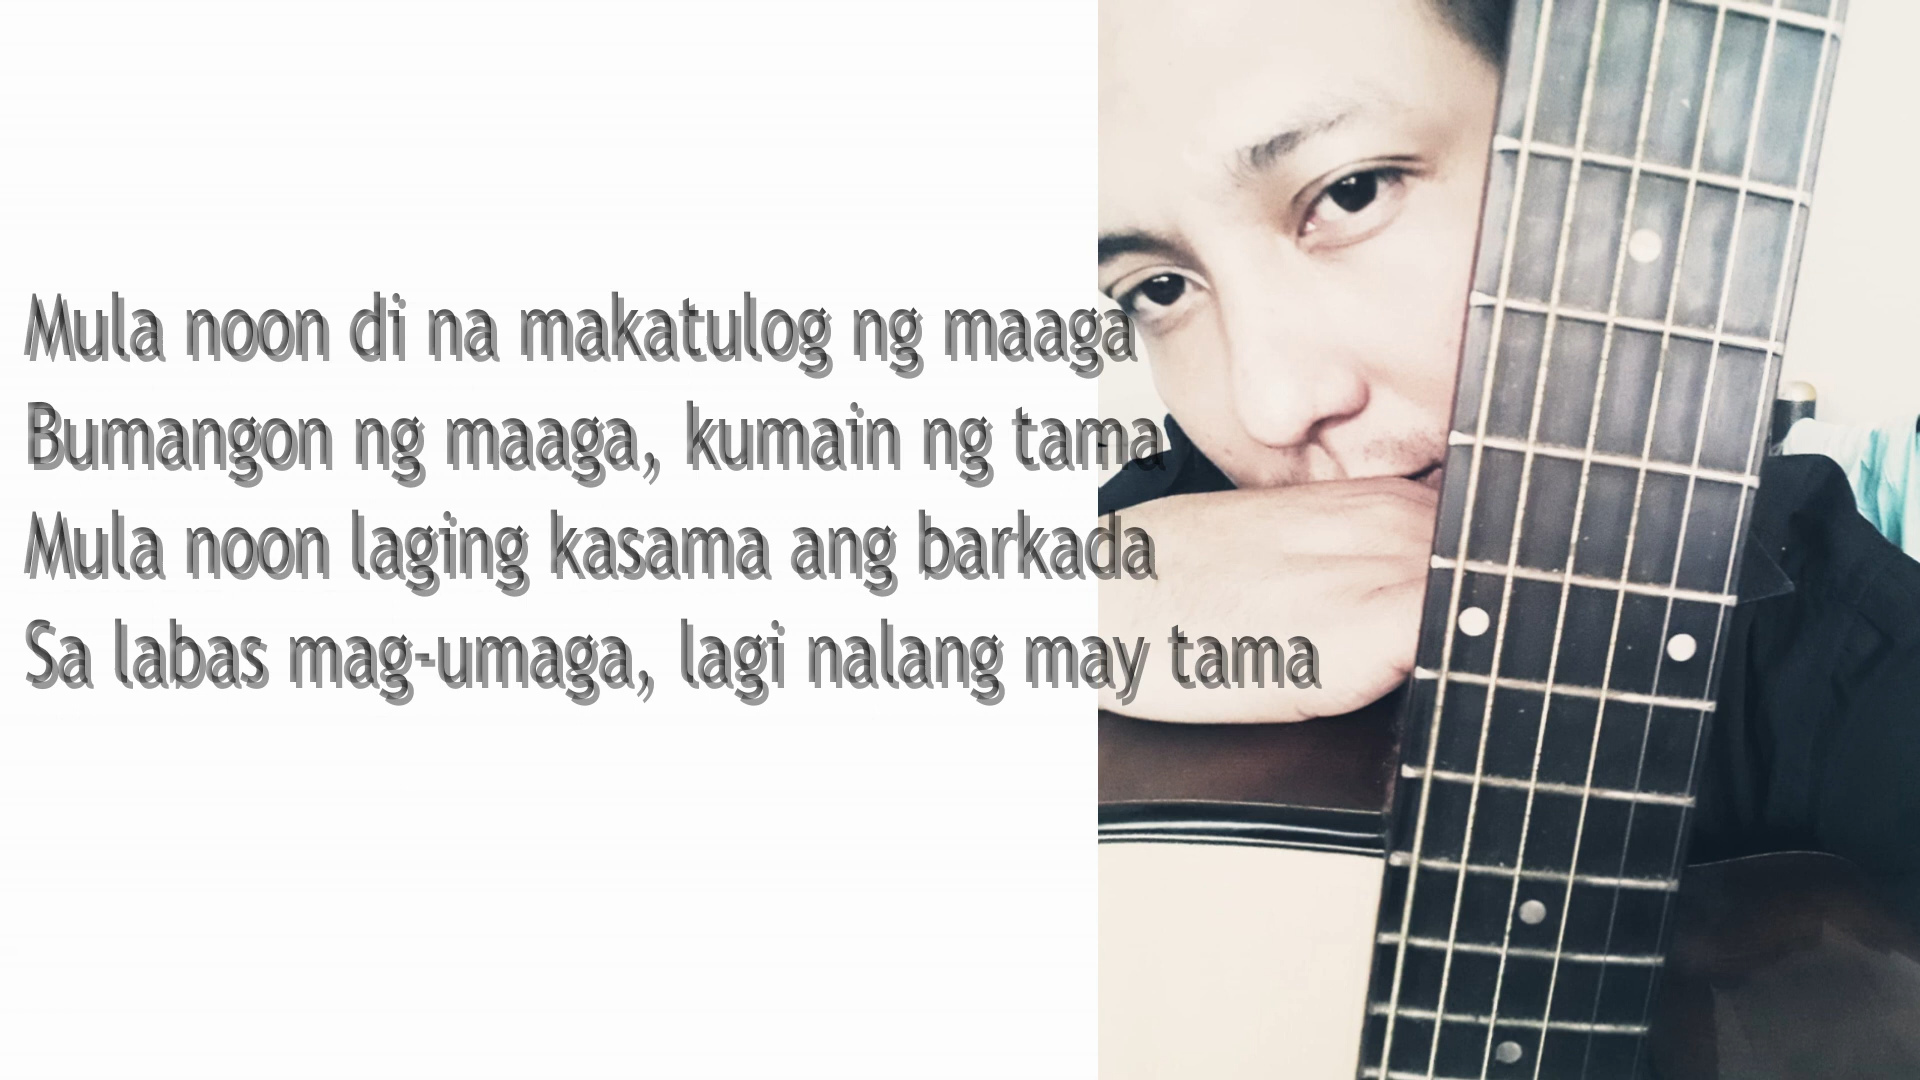 Mula noon di na makatulog ng maaga
Bumangon ng maaga, kumain ng tama
Mula noon laging kasama ang barkada
Sa labas mag-umaga, lagi nalang may tama